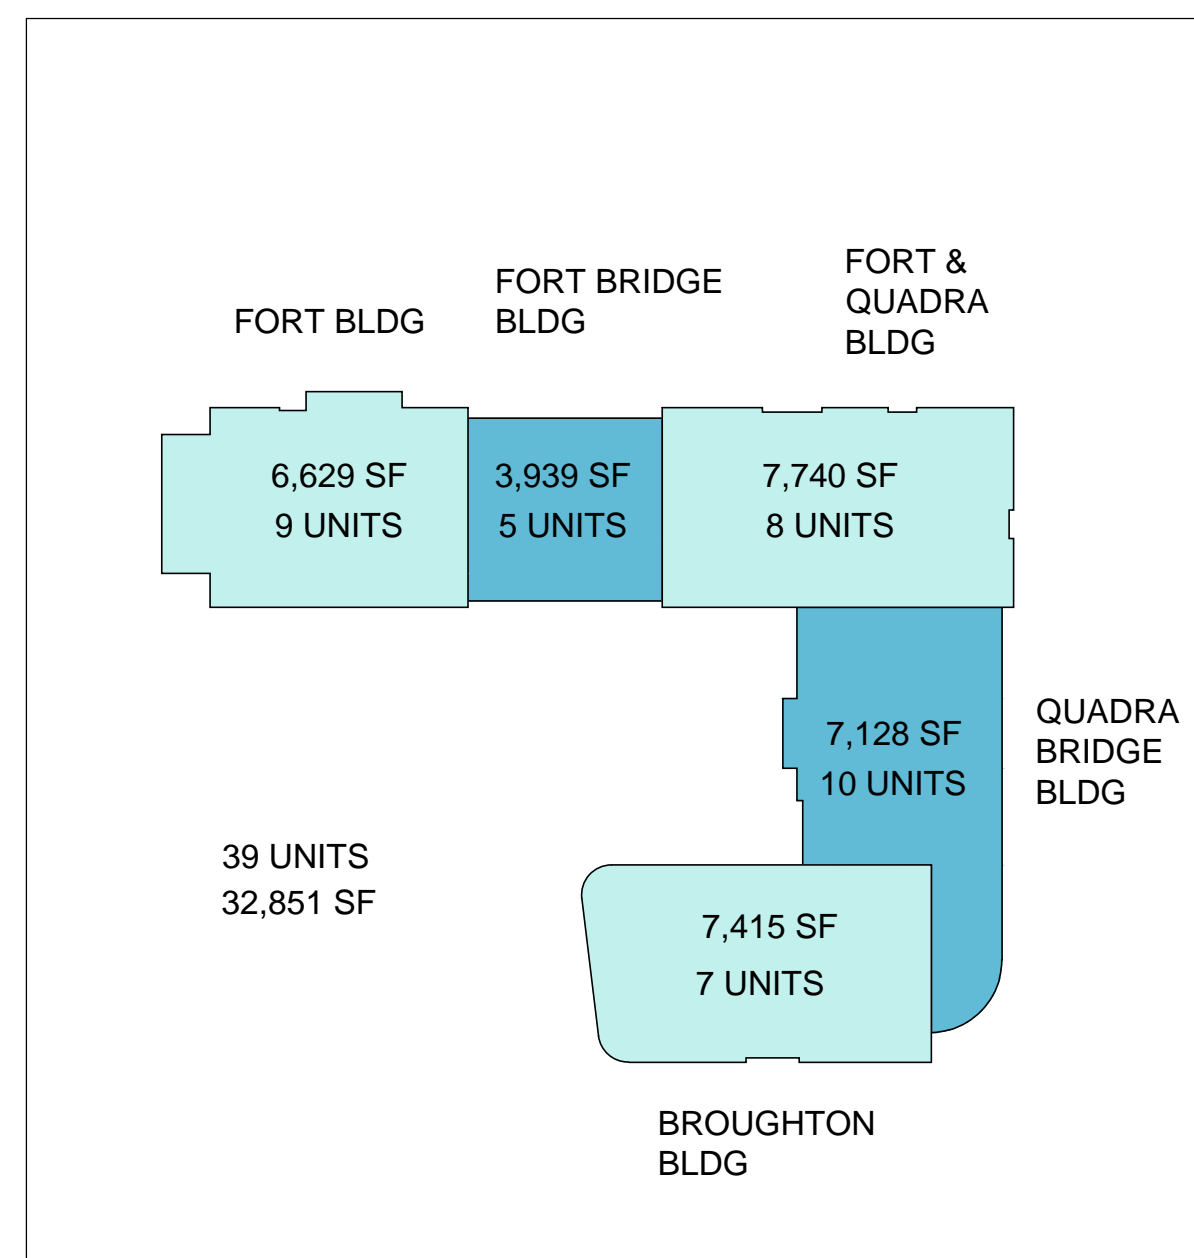 FORT BLDG
FORT BRIDGE
BLDG
FORT &
QUADRA
BLDG
6,629 SF
9 UNITS
3,939 SF
5 UNITS
7,740 SF
8 UNITS
7,128 SF
10 UNITS
QUADRA
BRIDGE
BLDG
39 UNITS
32,851 SF
7,415 SF
7 UNITS
BROUGHTON
BLDG